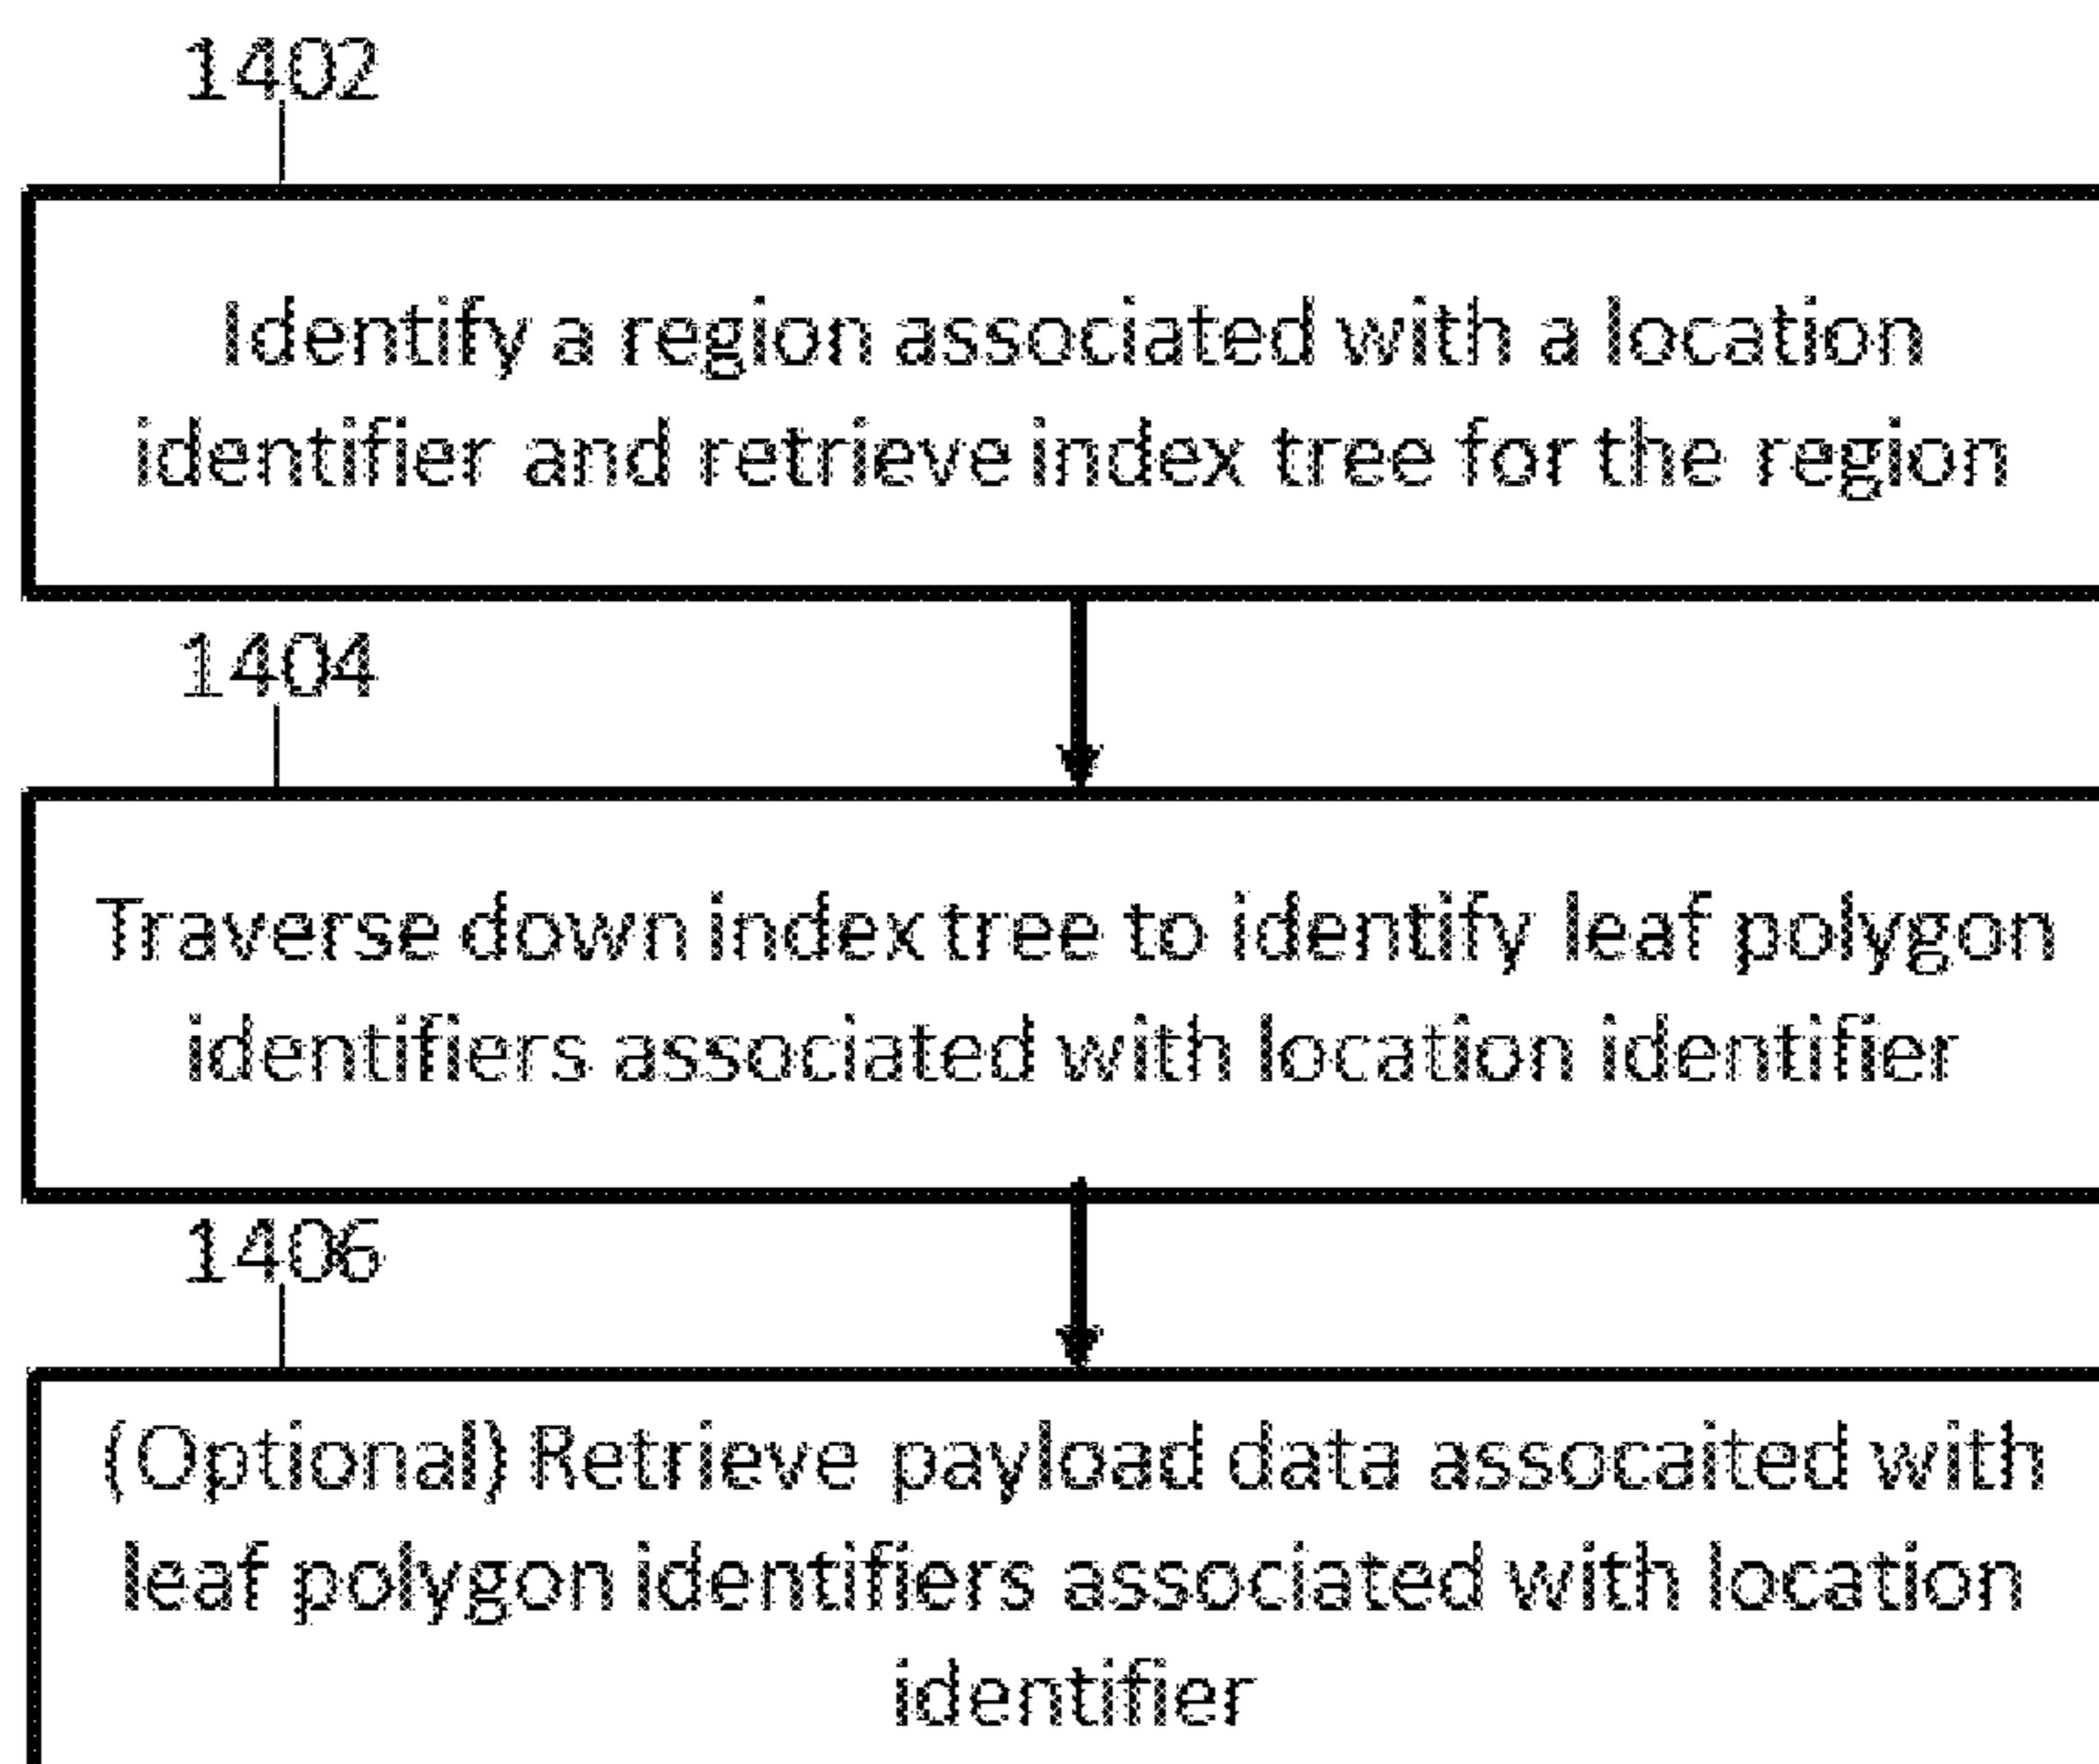 1402
Identify a region associated with a location
identifier and retrieve index tree for the region
1404
Traverse down index tree to identify leaf polygon
identifiers associated with location identifier
1406
(Optional) Retrieve payload data assocaited with
leaf polygon identifiers associated with location
identifier